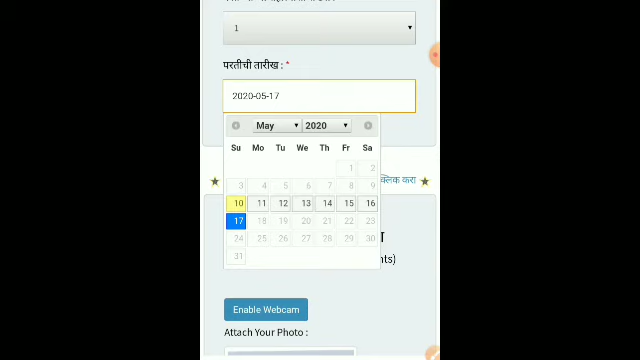 1
परतीची तारीख : *
2020-05-17
May 2020
Su Mo Tu We Th Fr Sa
1 2
3 4 5 6 7 8 9
10 11 12 13 14 15 16
17 18 19 20 21 22 23
क्लिक करा
24 25 26 27 28 29 30
31
nts)
Enable Webcam
Attach Your Photo :